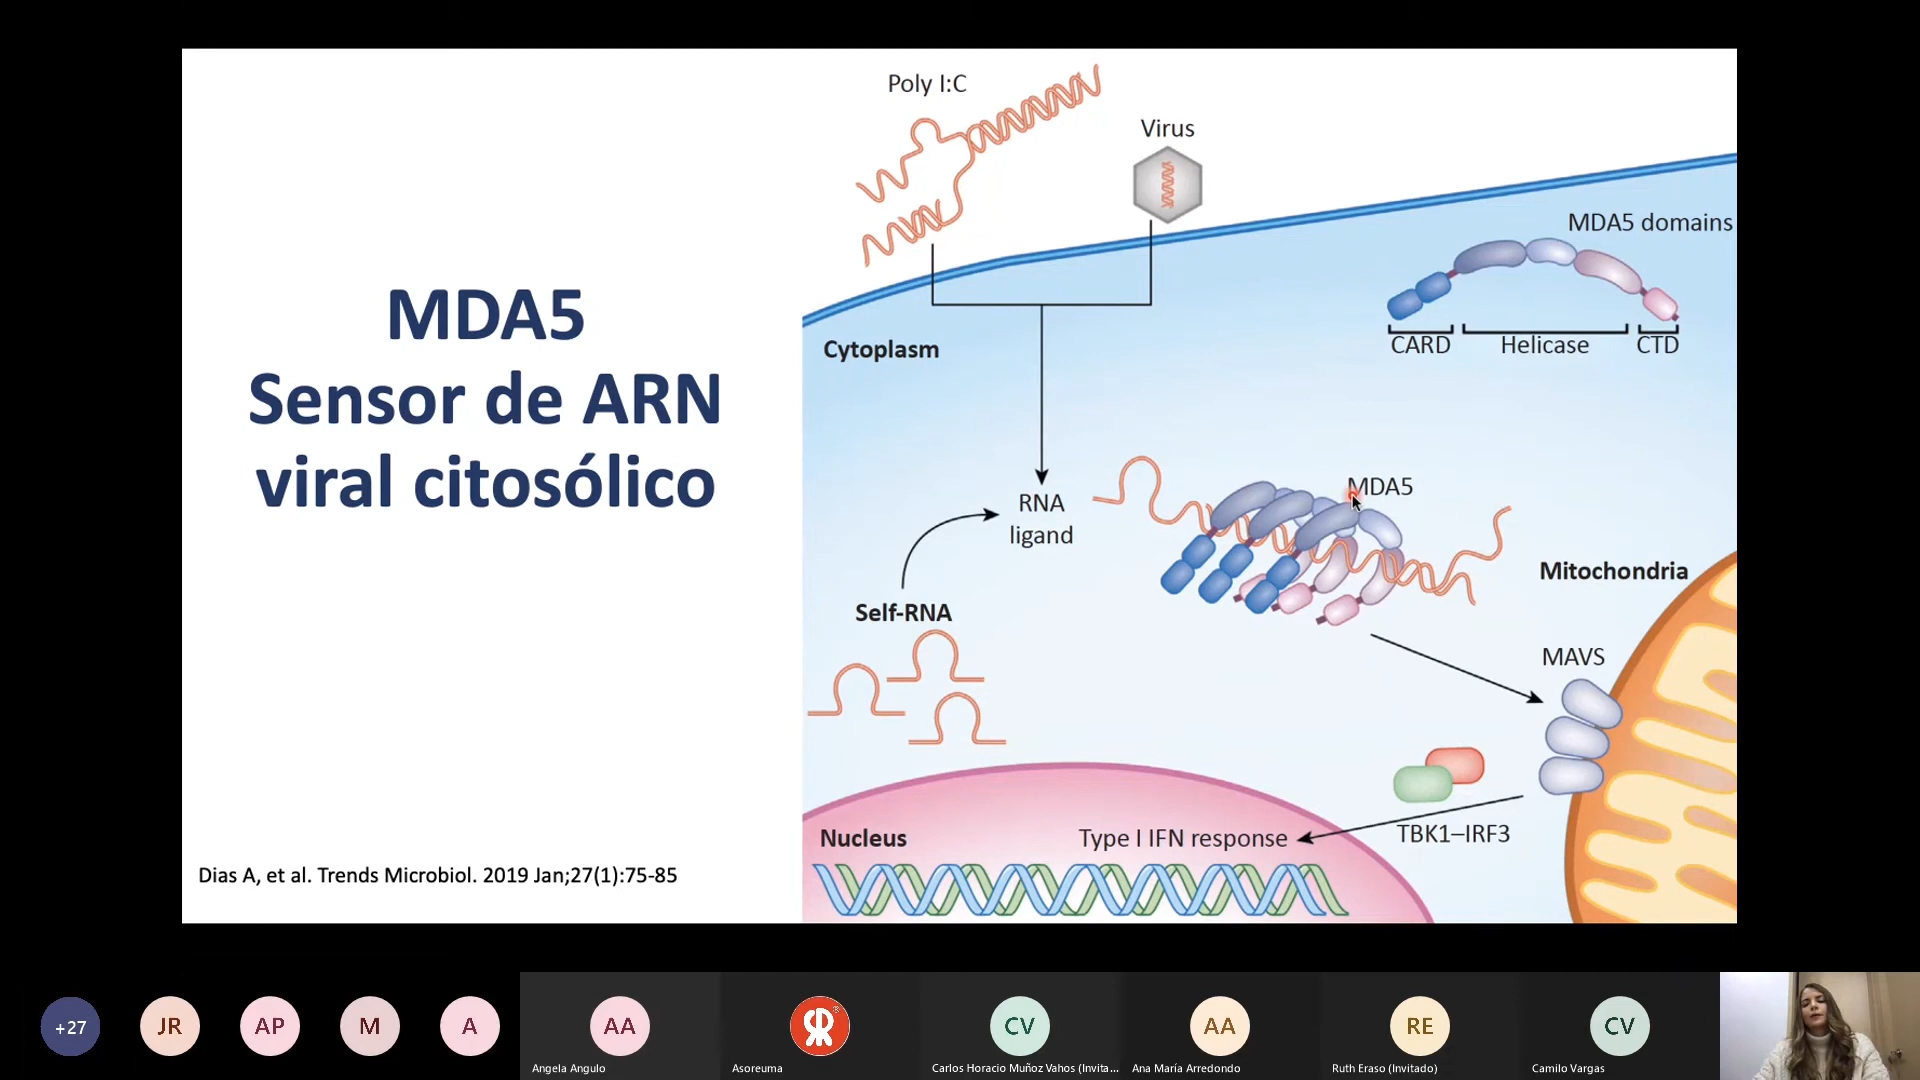 MDA5
Sensor de ARN
viral citosólico
Dias A, et al. Trends Microbiol. 2019 Jan;27(1):75-85
Poly I:C
Virus
MDA5 domains
CARD
Helicase
CTD
Cytoplasm
RNA
ligand
MDA5
Self-RNA
Mitochondria
MAVS
TBK1–IRF3
Nucleus
Type I IFN response
+27
JR
AP
M
A
AA
Angela Angulo
Asoreuma
CV
Carlos Horacio Muñoz Vahos (Invita...
AA
Ana María Arredondo
RE
Ruth Eraso (Invitado)
CV
Camilo Vargas